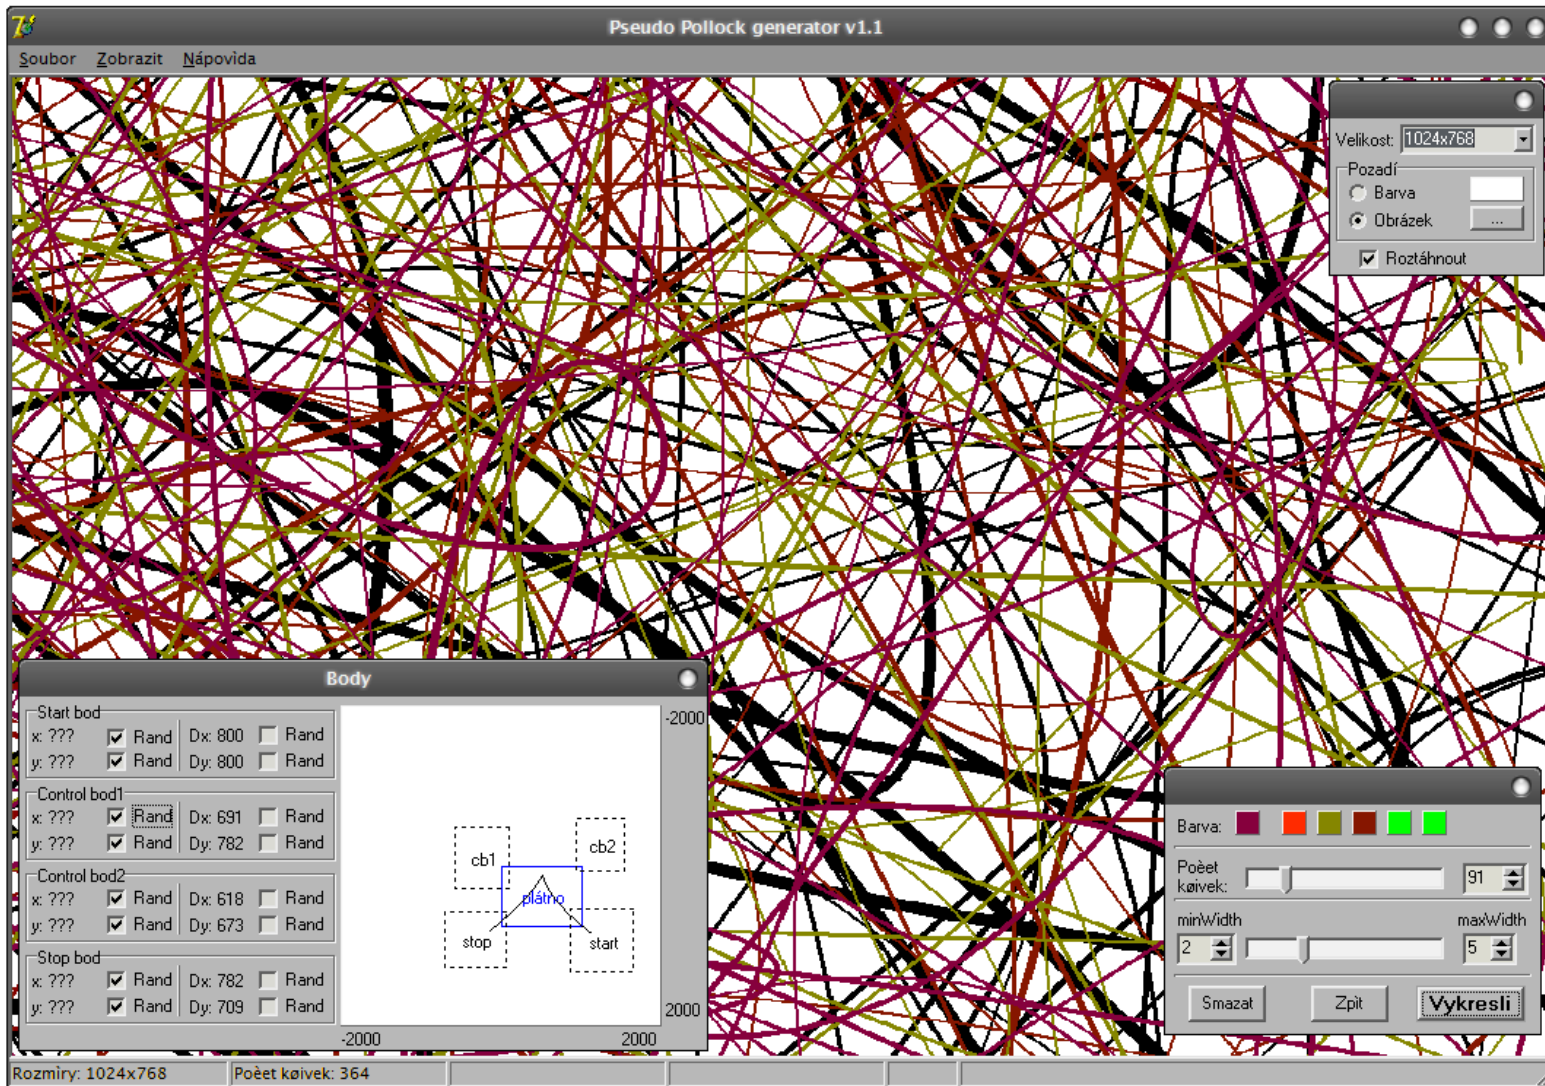 Pseudo Pollock generator v1.1
Soubor Zobrazit Nápovìda
Velikost: 1024x768
Pozadí
Barva
Obrázek ...
Roztáhnout
Body
Start bod
x: ??? Rand Dx: 800 Rand
y: ??? Rand Dy: 800 Rand
Control bod1
x: ??? Rand Dx: 691 Rand
y: ??? Rand Dy: 782 Rand
Control bod2
x: ??? Rand Dx: 618 Rand
y: ??? Rand Dy: 673 Rand
Stop bod
x: ??? Rand Dx: 782 Rand
y: ??? Rand Dy: 709 Rand
-2000
cb1 cb2
plátno
stop start
2000
-2000 2000
Barva:
Poèet
køivek: 91
minWidth maxWidth
2 5
Smazat Zpìt Vykresli
Rozmìry: 1024x768 Poèet køivek: 364